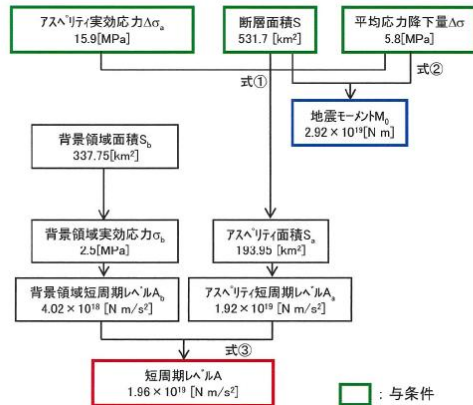 アスペリティ実効応力Δσa
15.9[MPa]
断層面積S
531.7 [km²]
平均応力降下量Δσ
5.8[MPa]
式①
式②
地震モーメントM0
2.92×10¹⁹[N m]
背景領域面積Sb
337.75[km²]
背景領域実効応力σb
2.5[MPa]
アスペリティ面積Sa
193.95 [km²]
背景領域短周期レベルAb
4.02×10¹⁸ [N m/s²]
アスペリティ短周期レベルAa
1.92×10¹⁹ [N m/s²]
式③
短周期レベルA
1.96×10¹⁹ [N m/s²]
：与条件